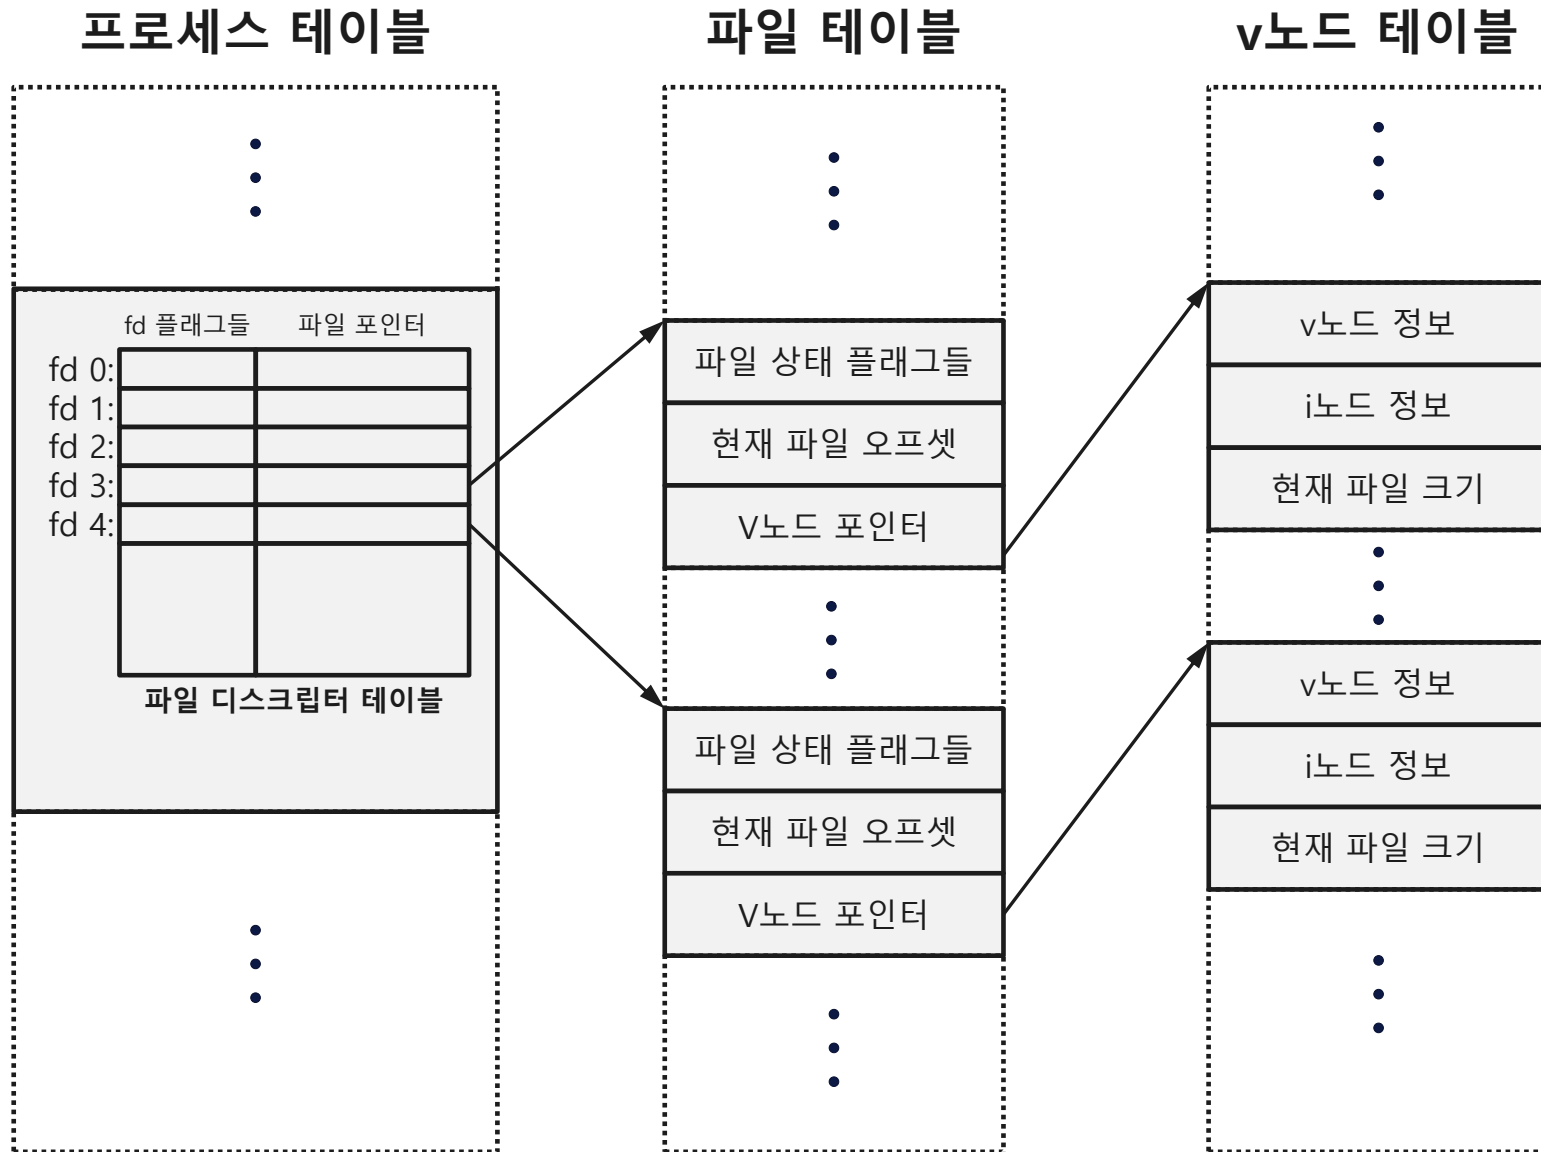 프로세스 테이블
fd 플래그들 파일 포인터
fd 0:
fd 1:
fd 2:
fd 3:
fd 4:
파일 디스크립터 테이블
파일 테이블
파일 상태 플래그들
현재 파일 오프셋
V노드 포인터
파일 상태 플래그들
현재 파일 오프셋
V노드 포인터
v노드 테이블
v노드 정보
i노드 정보
현재 파일 크기
v노드 정보
i노드 정보
현재 파일 크기